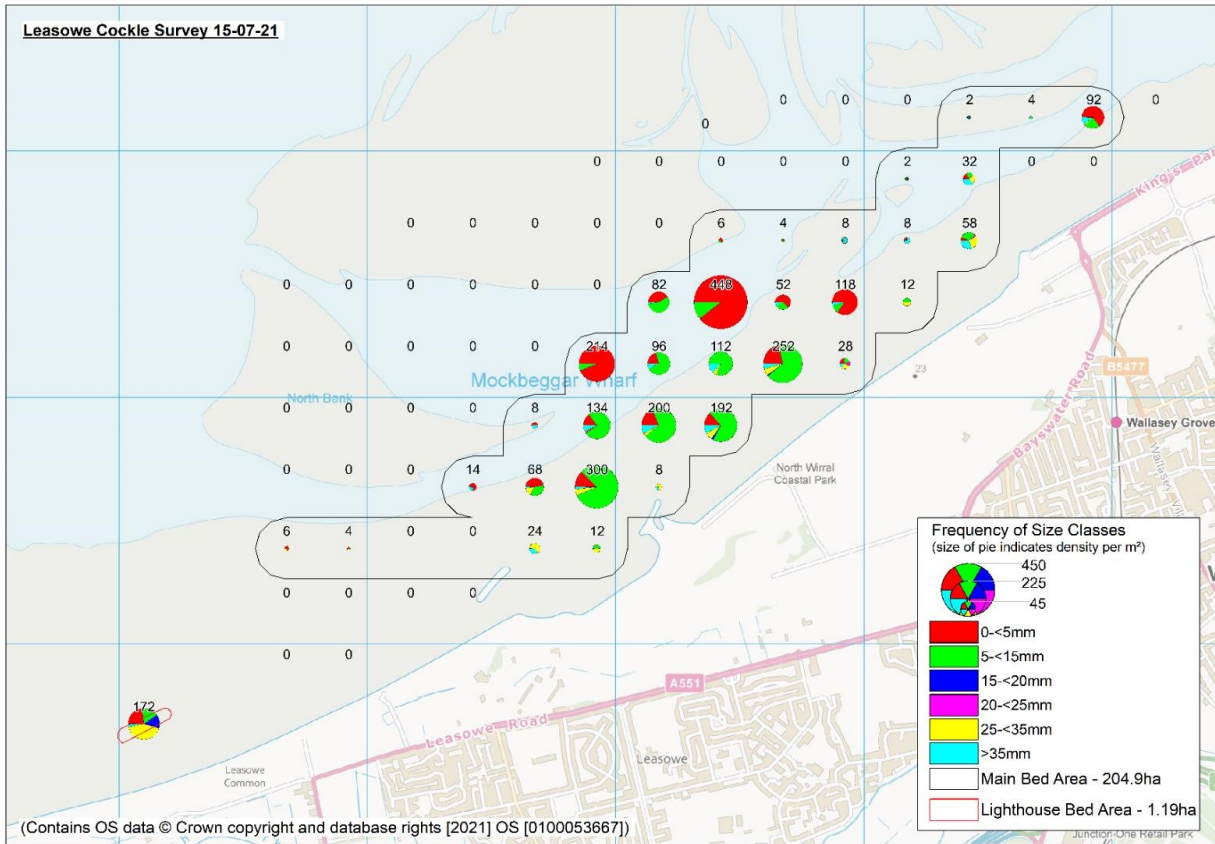 Leasowe Cockle Survey 15-07-21
0 0 0 2 4 92 0
0
0 0 0 0 0 2 32 0 0
King's Par
0 0 0 0 0 6 4 8 8 58
0 0 0 0 0 0 82 448 52 118 12
0 0 0 0 0 214 96 112 252 28
23
B5477
Mockbeggar Wharf
North Bank
0 0 0 0 8 134 200 192
Bayswater Road
Wallasey Grove
0 0 0 14 68 300 8
North Wirral
Coastal Park
Wallasey Vil
6 4 0 0 24 12
0 0 0 0
0 0
172
A551
Leasowe Road
Leasowe
Leasowe
Common
Frequency of Size Classes
(size of pie indicates density per m²)
450
225
45
0-<5mm
5-<15mm
15-<20mm
20-<25mm
25-<35mm
>35mm
Main Bed Area - 204.9ha
Lighthouse Bed Area - 1.19ha
W
(Contains OS data © Crown copyright and database rights [2021] OS [0100053667])
Junction One Retail Park